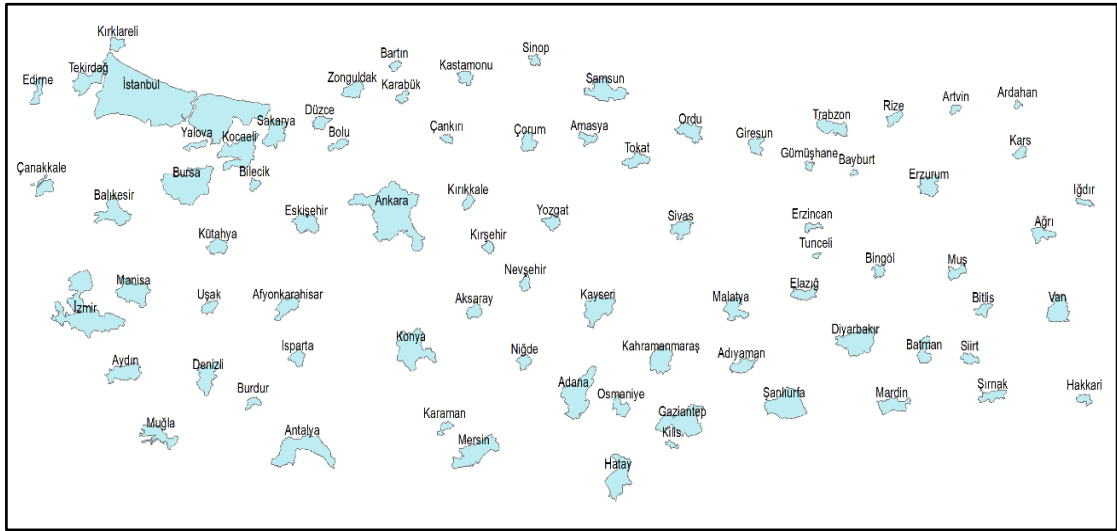 Kırklareli
Sinop
Bartın
Kastamonu
Tekirdağ
Edirne
İstanbul
Zonguldak
Karabük
Samsun
Ardahan
Artvin
Rize
Trabzon
Düzce
Ordu
Sakarya
Yalova
Kocaeli
Bolu
Çankırı
Çorum
Amasya
Giresun
Kars
Tokat
Gümüşhane
Bayburt
Çanakkale
Bursa
Bilecik
Erzurum
Balıkesir
Kırıkkale
Iğdır
Ankara
Eskişehir
Yozgat
Sivas
Erzincan
Ağrı
Kütahya
Kırşehir
Tunceli
Bingöl
Muş
Nevşehir
Manisa
Uşak
Afyonkarahisar
Aksaray
Kayseri
Malatya
Elazığ
Bitlis
Van
İzmir
Konya
Diyarbakır
Isparta
Niğde
Kahramanmaraş
Adıyaman
Batman
Siirt
Aydın
Denizli
Burdur
Adana
Osmaniye
Şanlıurfa
Mardin
Şırnak
Hakkari
Gaziantep
Muğla
Antalya
Karaman
Mersin
Kilis
Hatay